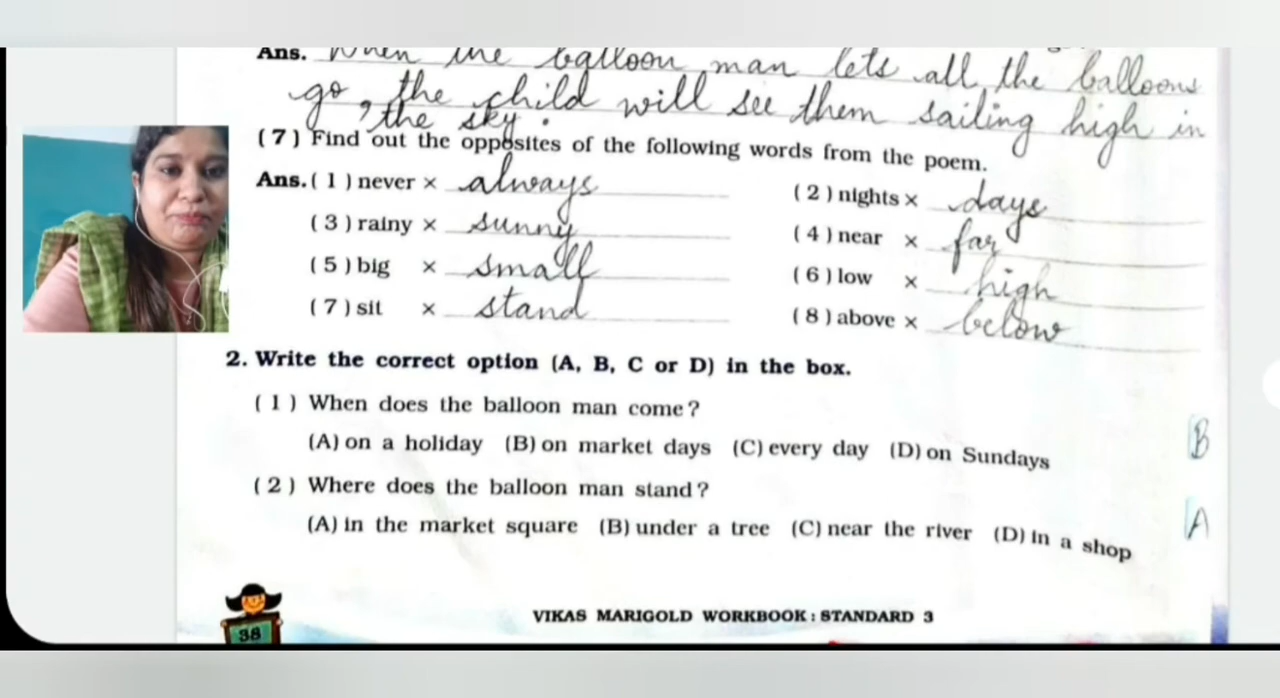 Ans. When the balloon man lets all the balloons
go, the child will see them sailing high in
the sky.
(7) Find out the opposites of the following words from the poem.
Ans. (1) never × always (2) nights × days
(3) rainy × sunny (4) near × far
(5) big × small (6) low × high
(7) sit × stand (8) above × below
2. Write the correct option (A, B, C or D) in the box.
(1) When does the balloon man come?
(A) on a holiday (B) on market days (C) every day (D) on Sundays B
(2) Where does the balloon man stand?
(A) in the market square (B) under a tree (C) near the river (D) in a shop A
38 VIKAS MARIGOLD WORKBOOK : STANDARD 3